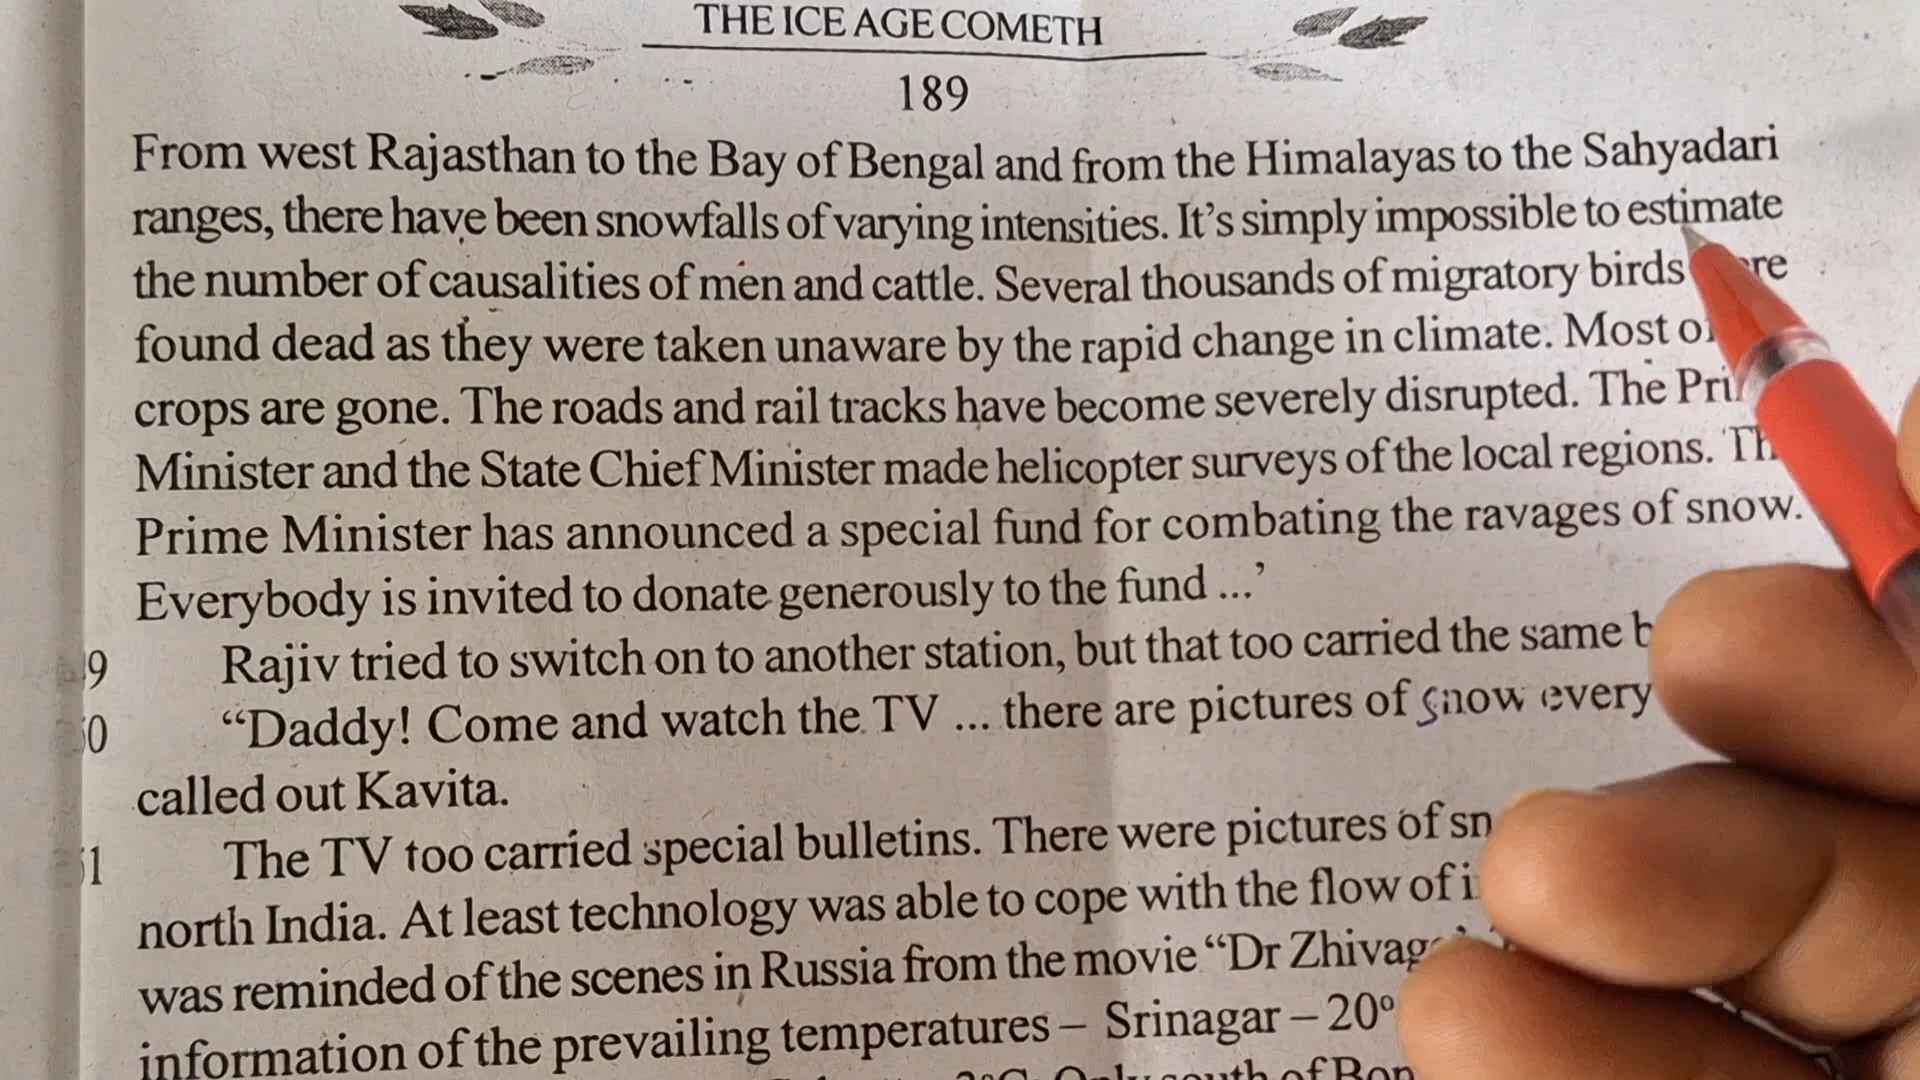 THE ICE AGE COMETH
189
From west Rajasthan to the Bay of Bengal and from the Himalayas to the Sahyadari
ranges, there have been snowfalls of varying intensities. It's simply impossible to estimate
the number of causalities of men and cattle. Several thousands of migratory birds
found dead as they were taken unaware by the rapid change in climate. Most
crops are gone. The roads and rail tracks have become severely disrupted. The
Minister and the State Chief Minister made helicopter surveys of the local regions.
Prime Minister has announced a special fund for combating the ravages of snow.
Everybody is invited to donate generously to the fund ...'
9 Rajiv tried to switch on to another station, but that too carried the same
0 “Daddy! Come and watch the TV ... there are pictures of snow every
called out Kavita.
1 The TV too carried special bulletins. There were pictures of
north India. At least technology was able to cope with the flow of
was reminded of the scenes in Russia from the movie “Dr
information of the prevailing temperatures – Srinagar – 20°
Only south of